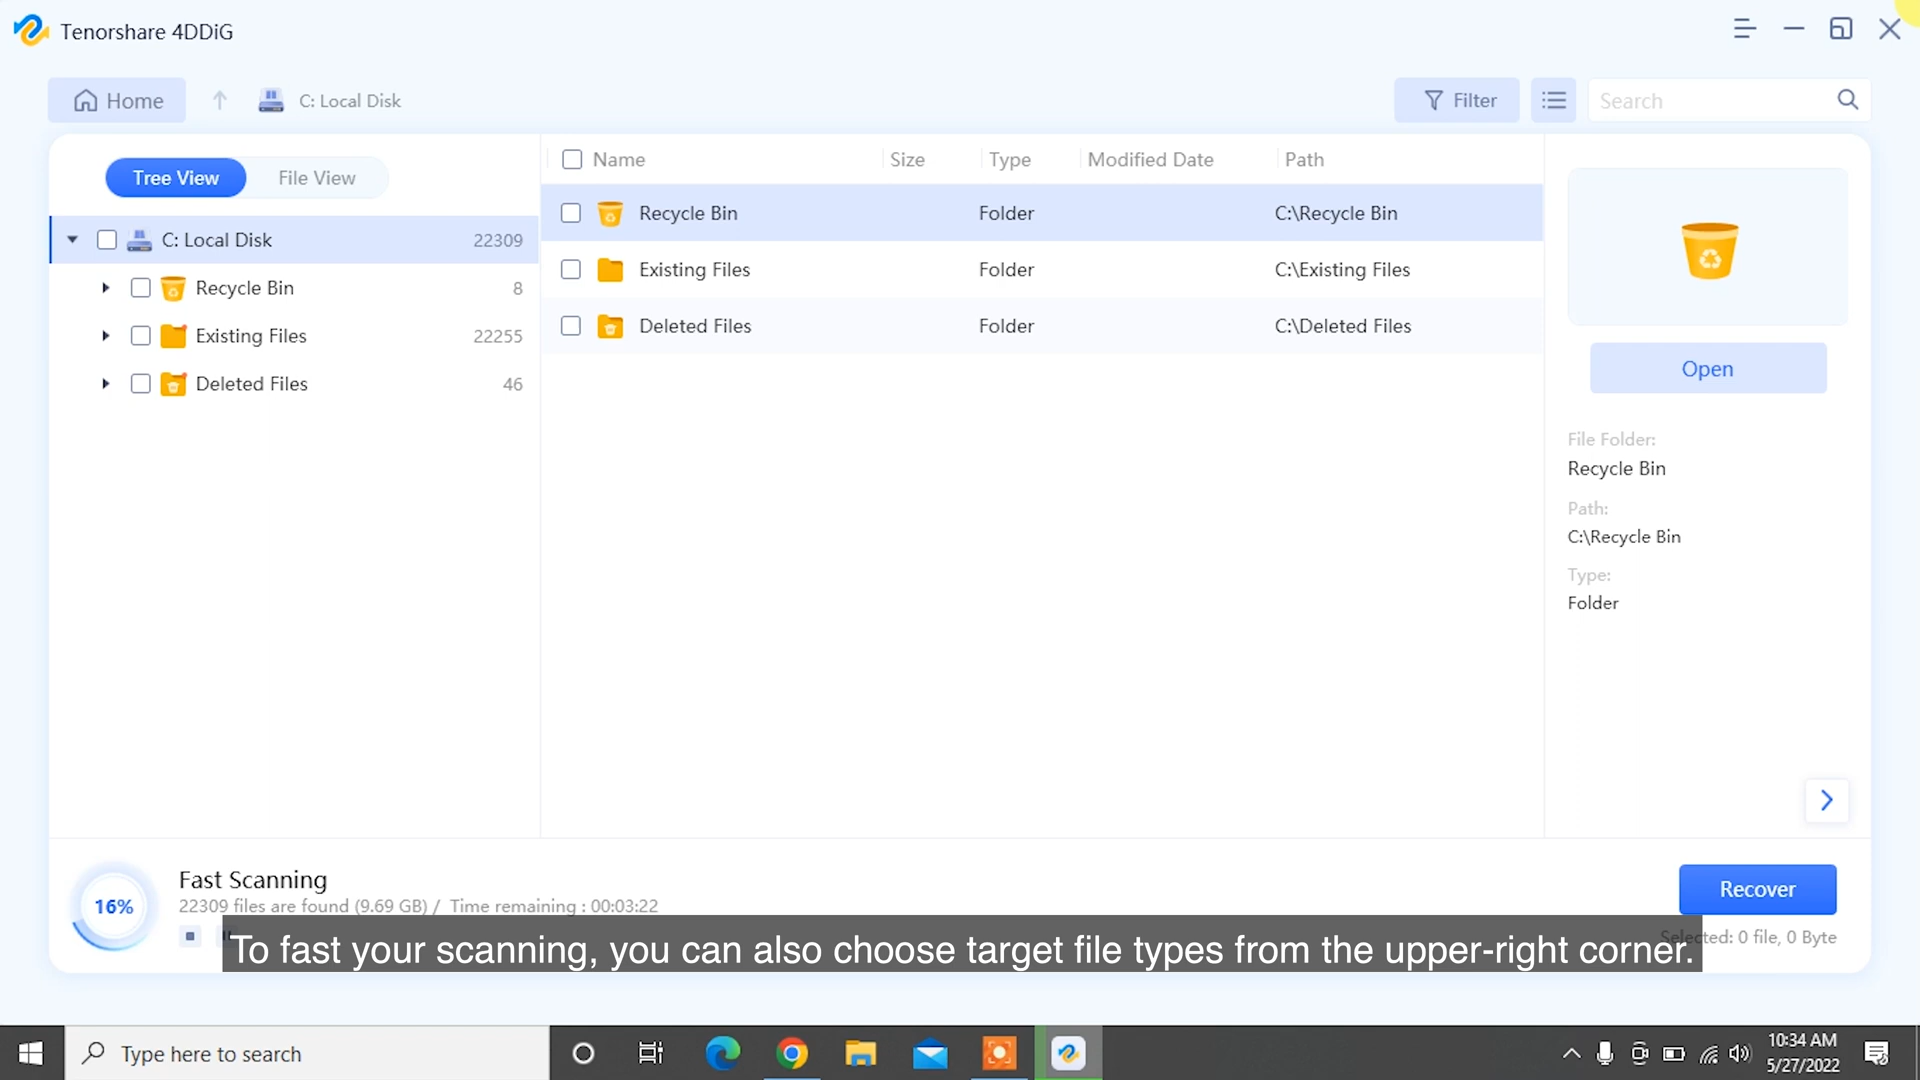 Tenorshare 4DDiG
Home
C: Local Disk
Filter
Search
Tree View
File View
Name
Size
Type
Modified Date
Path
C: Local Disk 22309
Recycle Bin 8
Existing Files 22255
Deleted Files 46
Recycle Bin Folder C:\Recycle Bin
Existing Files Folder C:\Existing Files
Deleted Files Folder C:\Deleted Files
Open
File Folder:
Recycle Bin
Path:
C:\Recycle Bin
Type:
Folder
16%
Fast Scanning
22309 files are found (9.69 GB) / Time remaining : 00:03:22
Recover
Selected: 0 file, 0 Byte
To fast your scanning, you can also choose target file types from the upper-right corner.
Type here to search
10:34 AM
5/27/2022